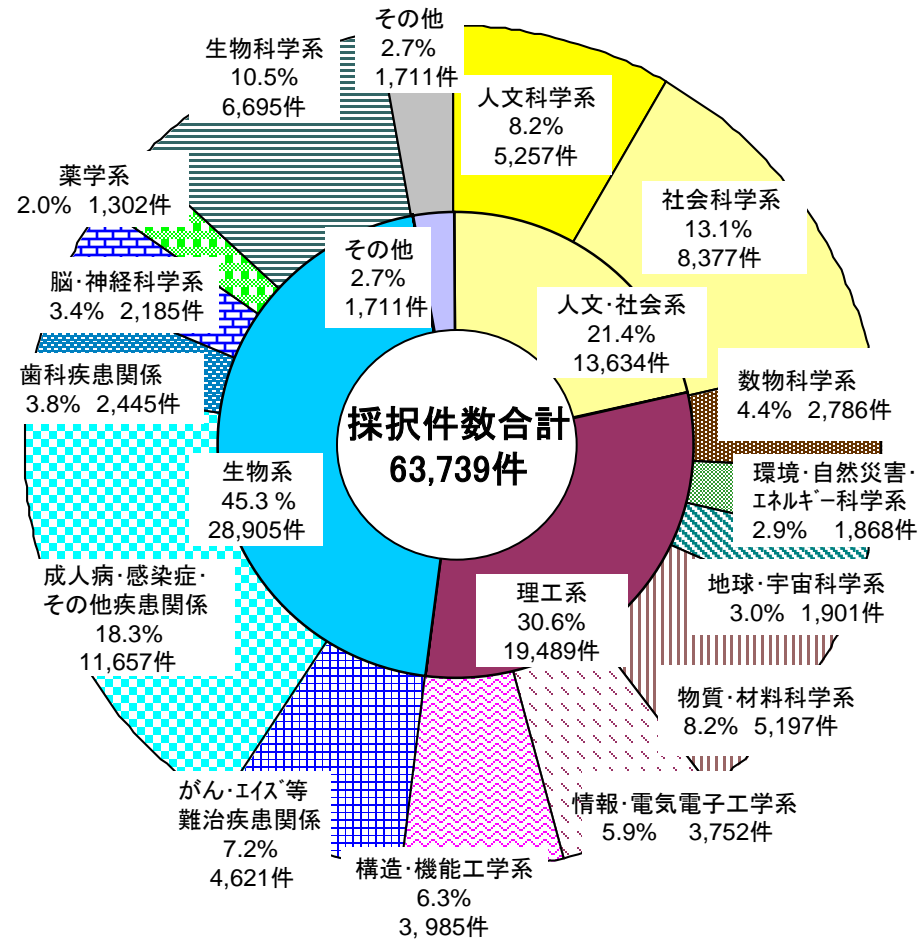 その他
2.7%
1,711件
人文科学系
8.2%
5,257件
社会科学系
13.1%
8,377件
数物科学系
4.4% 2,786件
環境・自然災害・
エネルギー科学系
2.9% 1,868件
地球・宇宙科学系
3.0% 1,901件
物質・材料科学系
8.2% 5,197件
情報・電気電子工学系
5.9% 3,752件
構造・機能工学系
6.3%
3, 985件
がん・エイズ等
難治疾患関係
7.2%
4,621件
成人病・感染症・
その他疾患関係
18.3%
11,657件
歯科疾患関係
3.8% 2,445件
脳・神経科学系
3.4% 2,185件
薬学系
2.0% 1,302件
生物科学系
10.5%
6,695件
その他
2.7%
1,711件
人文・社会系
21.4%
13,634件
理工系
30.6%
19,489件
生物系
45.3 %
28,905件
採択件数合計
63,739件